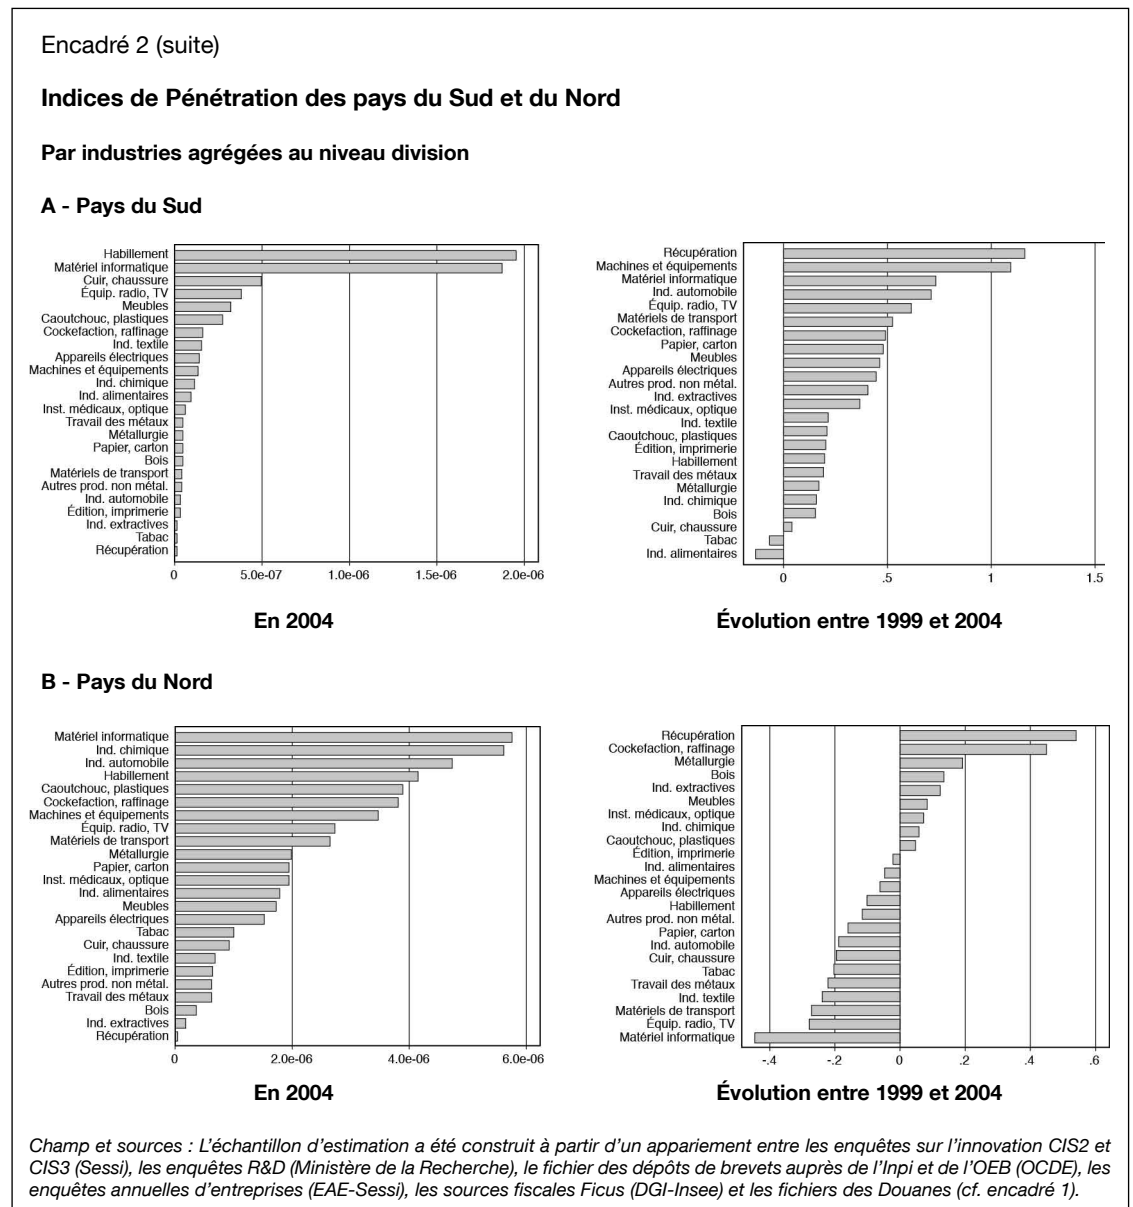 Encadré 2 (suite)
Indices de Pénétration des pays du Sud et du Nord
Par industries agrégées au niveau division
A - Pays du Sud
Habillement
Matériel informatique
Cuir, chaussure
Équip. radio, TV
Meubles
Caoutchouc, plastiques
Cockefaction, raffinage
Ind. textile
Appareils électriques
Machines et équipements
Ind. chimique
Ind. alimentaires
Inst. médicaux, optique
Travail des métaux
Métallurgie
Papier, carton
Bois
Matériels de transport
Autres prod. non métal.
Ind. automobile
Édition, imprimerie
Ind. extractives
Tabac
Récupération
0 5.0e-07 1.0e-06 1.5e-06 2.0e-06
En 2004
Récupération
Machines et équipements
Matériel informatique
Ind. automobile
Équip. radio, TV
Matériels de transport
Cockefaction, raffinage
Papier, carton
Meubles
Appareils électriques
Autres prod. non métal.
Ind. extractives
Inst. médicaux, optique
Ind. textile
Caoutchouc, plastiques
Édition, imprimerie
Habillement
Travail des métaux
Métallurgie
Ind. chimique
Bois
Cuir, chaussure
Tabac
Ind. alimentaires
0 .5 1 1.5
Évolution entre 1999 et 2004
B - Pays du Nord
Matériel informatique
Ind. chimique
Ind. automobile
Habillement
Caoutchouc, plastiques
Cockefaction, raffinage
Machines et équipements
Équip. radio, TV
Matériels de transport
Métallurgie
Papier, carton
Inst. médicaux, optique
Ind. alimentaires
Meubles
Appareils électriques
Tabac
Cuir, chaussure
Ind. textile
Édition, imprimerie
Autres prod. non métal.
Travail des métaux
Bois
Ind. extractives
Récupération
0 2.0e-06 4.0e-06 6.0e-06
En 2004
Récupération
Cockefaction, raffinage
Métallurgie
Bois
Ind. extractives
Meubles
Inst. médicaux, optique
Ind. chimique
Caoutchouc, plastiques
Édition, imprimerie
Ind. alimentaires
Machines et équipements
Appareils électriques
Habillement
Autres prod. non métal.
Papier, carton
Ind. automobile
Cuir, chaussure
Tabac
Travail des métaux
Ind. textile
Matériels de transport
Équip. radio, TV
Matériel informatique
-.4 -.2 0 .2 .4 .6
Évolution entre 1999 et 2004
Champ et sources : L'échantillon d'estimation a été construit à partir d'un appariement entre les enquêtes sur l'innovation CIS2 et
CIS3 (Sessi), les enquêtes R&D (Ministère de la Recherche), le fichier des dépôts de brevets auprès de l'Inpi et de l'OEB (OCDE), les
enquêtes annuelles d'entreprises (EAE-Sessi), les sources fiscales Ficus (DGI-Insee) et les fichiers des Douanes (cf. encadré 1).